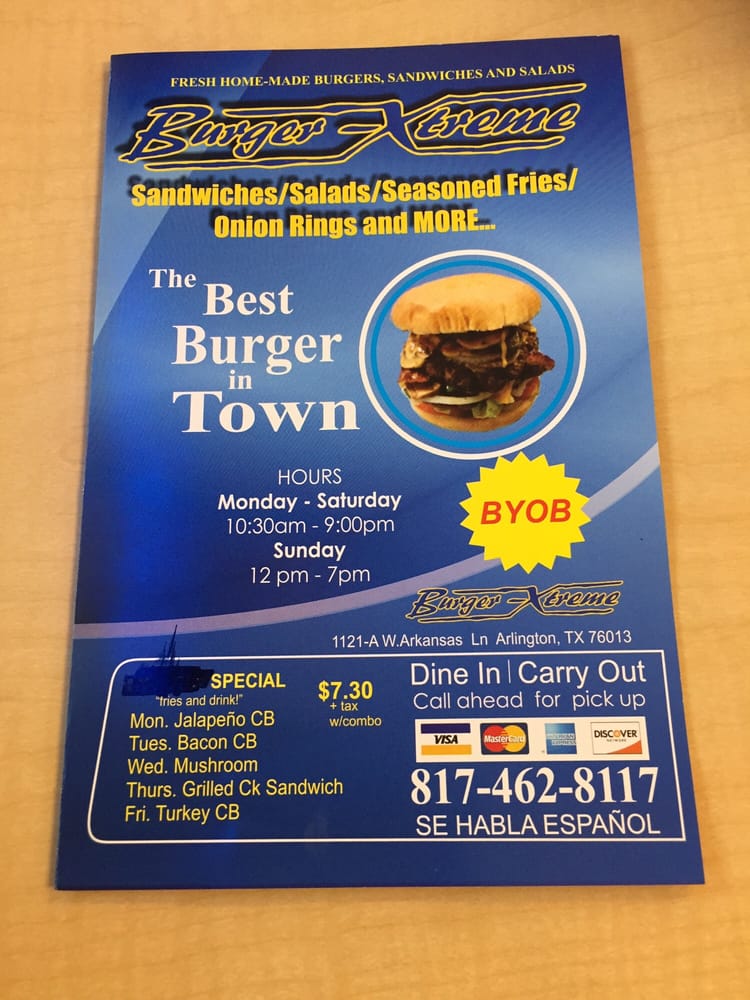 FRESH HOME-MADE BURGERS, SANDWICHES AND SALADS
Burger-Xtreme
Sandwiches/Salads/Seasoned Fries/
Onion Rings and MORE...
The
Best
Burger
in
Town
HOURS
Monday - Saturday
10:30am - 9:00pm
Sunday
12 pm - 7pm
BYOB
Burger-Xtreme
1121-A W.Arkansas Ln Arlington, TX 76013
SPECIAL
"fries and drink!"
$7.30
+ tax
w/combo
Mon. Jalapeño CB
Tues. Bacon CB
Wed. Mushroom
Thurs. Grilled Ck Sandwich
Fri. Turkey CB
Dine In | Carry Out
Call ahead for pick up
VISA
MasterCard
AMERICAN EXPRESS
DISCOVER
NETWORK
817-462-8117
SE HABLA ESPAÑOL